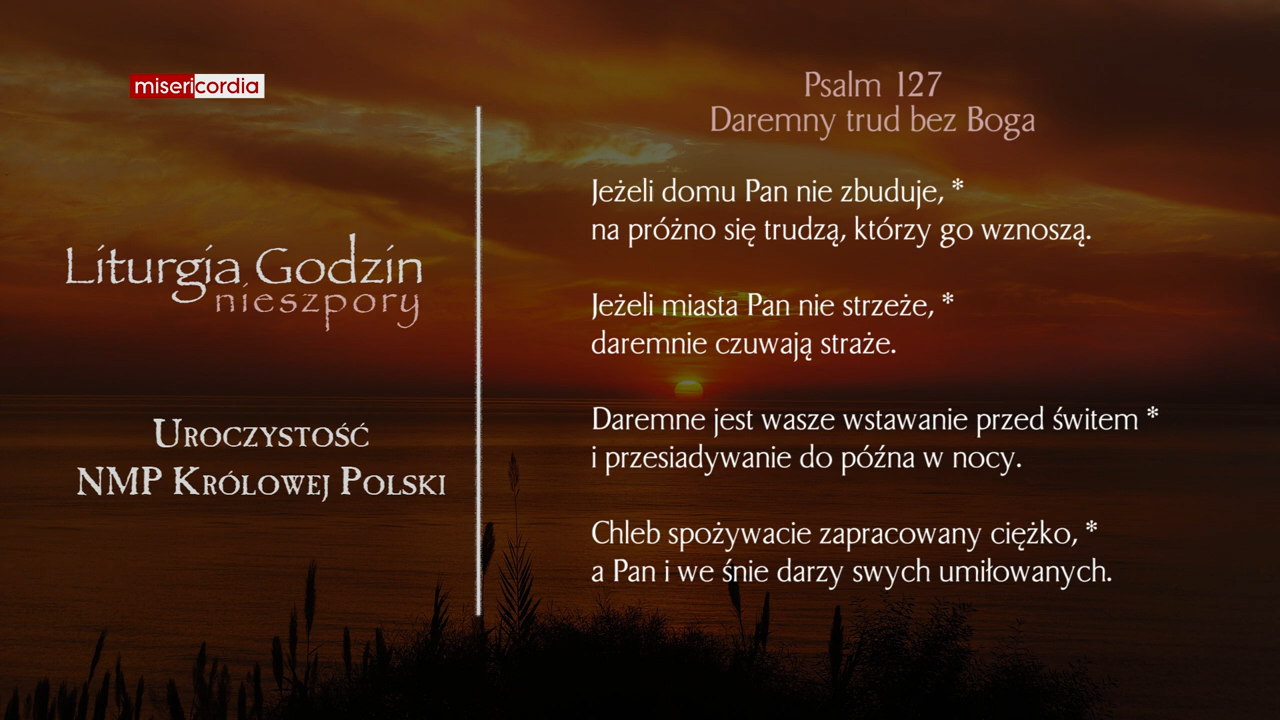 misericordia
Liturgia Godzin
nieszpory
Uroczystość
NMP Królowej Polski
Psalm 127
Daremny trud bez Boga
Jeżeli domu Pan nie zbuduje, *
na próżno się trudzą, którzy go wznoszą.
Jeżeli miasta Pan nie strzeże, *
daremnie czuwają straże.
Daremne jest wasze wstawanie przed świtem *
i przesiadywanie do późna w nocy.
Chleb spożywacie zapracowany ciężko, *
a Pan i we śnie darzy swych umiłowanych.